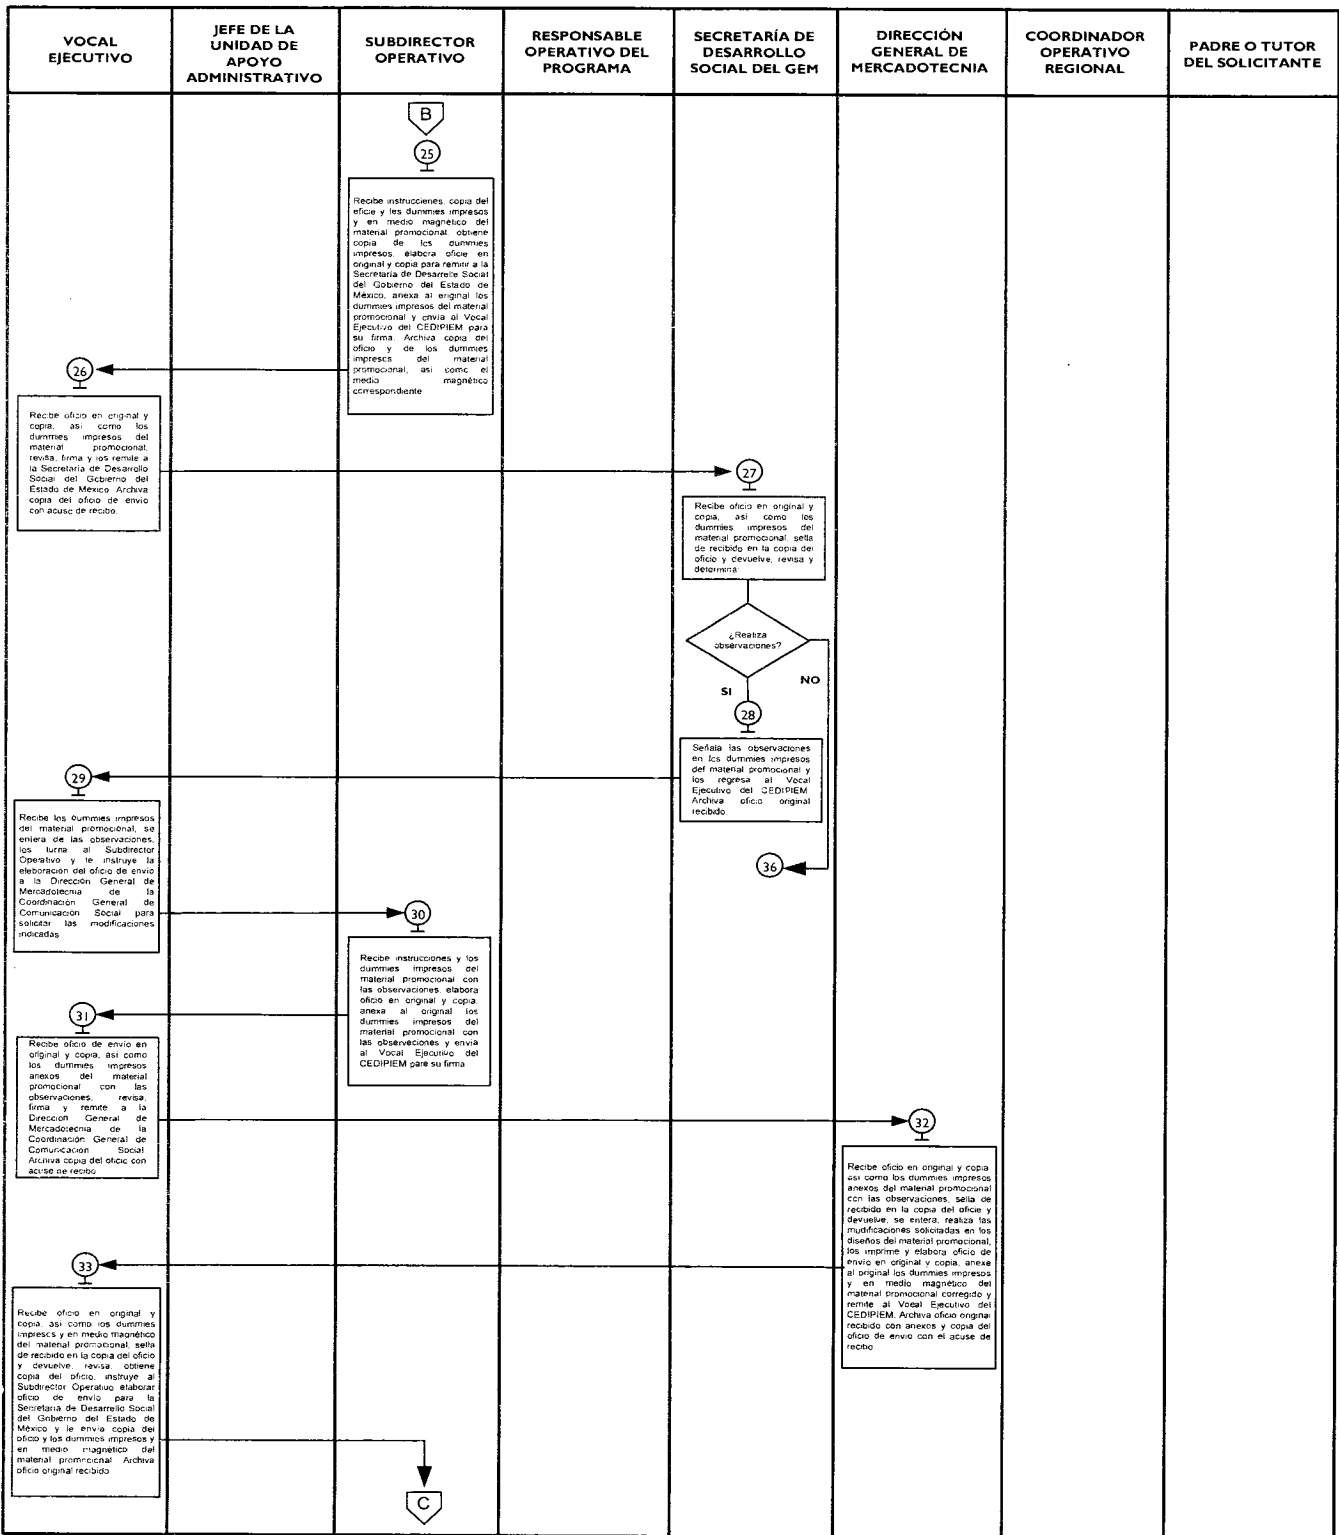 VOCAL
EJECUTIVO
JEFE DE LA
UNIDAD DE
APOYO
ADMINISTRATIVO
SUBDIRECTOR
OPERATIVO
RESPONSABLE
OPERATIVO DEL
PROGRAMA
SECRETARÍA DE
DESARROLLO
SOCIAL DEL GEM
DIRECCIÓN
GENERAL DE
MERCADOTECNIA
COORDINADOR
OPERATIVO
REGIONAL
PADRE O TUTOR
DEL SOLICITANTE
B
25
Recibe instrucciones, copia del
oficio y los dummies impresos
y en medio magnético del
material promocional, obtiene
copia de los dummies
impresos, elabora oficio en
original y copia para remitir a la
Secretaría de Desarrollo Social
del Gobierno del Estado de
México, anexa al original los
dummies impresos del material
promocional y envía al Vocal
Ejecutivo del CEDIPIEM para
su firma. Archiva copia del
oficio y de los dummies
impresos del material
promocional, así como el
medio magnético
correspondiente
26
Recibe oficio en original y
copia, así como los
dummies impresos del
material promocional,
revisa, firma y los remite a
la Secretaría de Desarrollo
Social del Gobierno del
Estado de México. Archiva
copia del oficio de envío
con acuse de recibo.
27
Recibe oficio en original y
copia, así como los
dummies impresos del
material promocional, sella
de recibido en la copia del
oficio y devuelve, revisa y
determina:
¿Realiza
observaciones?
SI
NO
28
Señala las observaciones
en los dummies impresos
del material promocional y
los regresa al Vocal
Ejecutivo del CEDIPIEM.
Archiva oficio original
recibido.
36
29
Recibe los dummies impresos
del material promocional, se
entera de las observaciones,
los turna al Subdirector
Operativo y le instruye la
elaboración del oficio de envío
a la Dirección General de
Mercadotecnia de la
Coordinación General de
Comunicación Social para
solicitar las modificaciones
indicadas
30
Recibe instrucciones y los
dummies impresos del
material promocional con
las observaciones, elabora
oficio en original y copia,
anexa al original los
dummies impresos del
material promocional con
las observaciones y envía
al Vocal Ejecutivo del
CEDIPIEM para su firma
31
Recibe oficio de envío en
original y copia, así como
los dummies impresos
anexos del material
promocional con las
observaciones, revisa,
firma y remite a la
Dirección General de
Mercadotecnia de la
Coordinación General de
Comunicación Social
Archiva copia del oficio con
acuse de recibo
32
Recibe oficio en original y copia
así como los dummies impresos
anexos del material promocional
con las observaciones, sella de
recibido en la copia del oficio y
devuelve, se entera, realiza las
modificaciones solicitadas en los
diseños del material promocional,
los imprime y elabora oficio de
envío en original y copia, anexa
al original los dummies impresos
y en medio magnético del
material promocional corregido y
remite al Vocal Ejecutivo del
CEDIPIEM. Archiva oficio original
recibido con anexos y copia del
oficio de envío con el acuse de
recibo
33
Recibe oficio en original y
copia, así como los dummies
impresos y en medio magnético
del material promocional, sella
de recibido en la copia del oficio
y devuelve, revisa, obtiene
copia del oficio, instruye al
Subdirector Operativo elaborar
oficio de envío para la
Secretaría de Desarrollo Social
del Gobierno del Estado de
México y le envía copia del
oficio y los dummies impresos y
en medio magnético del
material promocional. Archiva
oficio original recibido
C